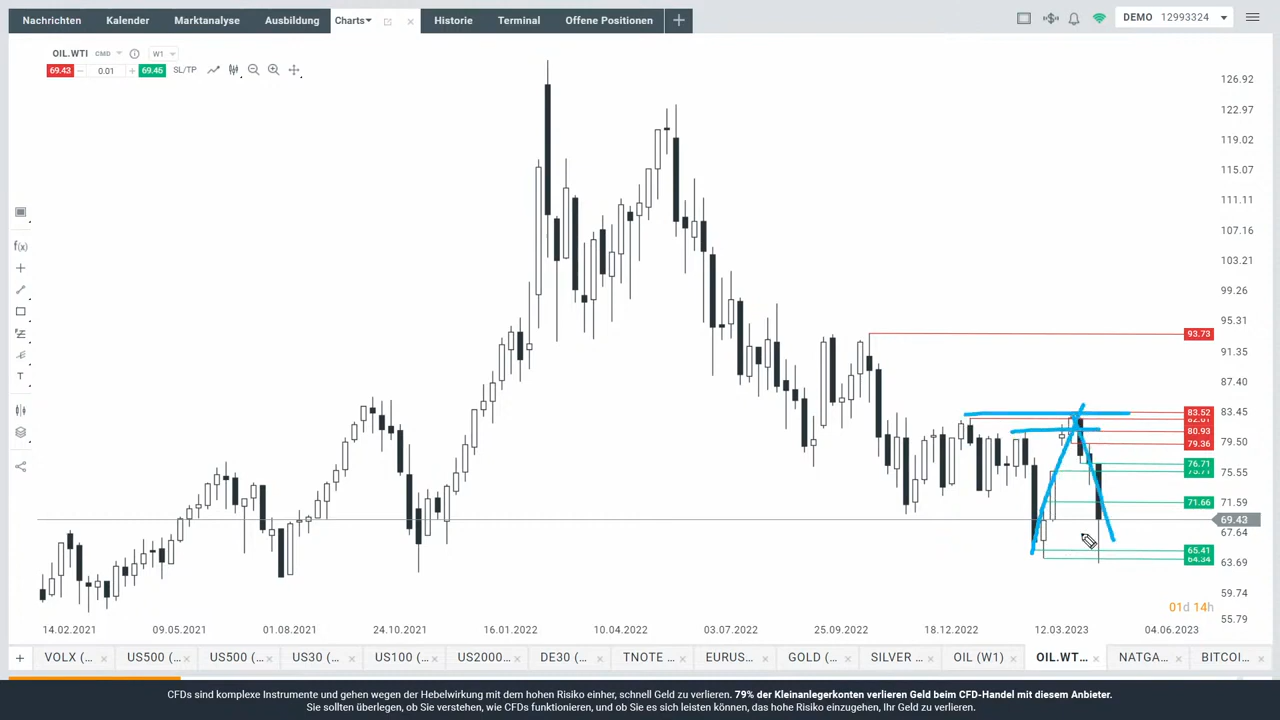 Nachrichten Kalender Marktanalyse Ausbildung Charts Historie Terminal Offene Positionen + DEMO 12993324
OIL.WTI CMD W1
69.43 0.01 69.45 SL/TP
126.92
122.97
119.02
115.07
111.11
107.16
103.21
99.26
95.31
93.73
91.35
87.40
83.52
83.45
80.93
79.36
79.50
76.71
75.55
71.66
71.59
69.43
67.64
65.41
64.34
63.69
59.74
55.79
f(x)
T
01d 14h
14.02.2021 09.05.2021 01.08.2021 24.10.2021 16.01.2022 10.04.2022 03.07.2022 25.09.2022 18.12.2022 12.03.2023 04.06.2023
+ VOLX (... US500 (... US500 (... US30 (... US100 (... US2000... DE30 (... TNOTE ... EURUS... GOLD (... SILVER ... OIL (W1) OIL.WT... NATGA... BITCOI...
CFDs sind komplexe Instrumente und gehen wegen der Hebelwirkung mit dem hohen Risiko einher, schnell Geld zu verlieren. 79% der Kleinanlegerkonten verlieren Geld beim CFD-Handel mit diesem Anbieter.
Sie sollten überlegen, ob Sie verstehen, wie CFDs funktionieren, und ob Sie es sich leisten können, das hohe Risiko einzugehen, Ihr Geld zu verlieren.